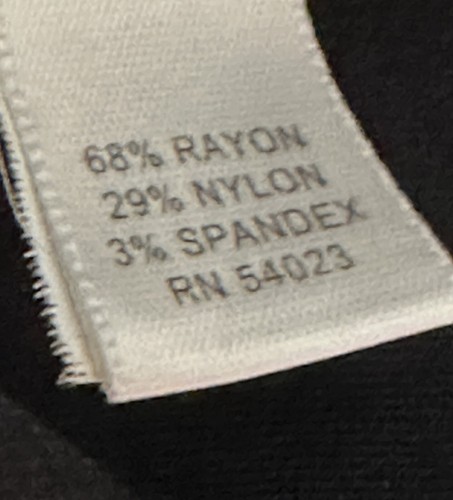 68% RAYON
29% NYLON
3% SPANDEX
RN 54023